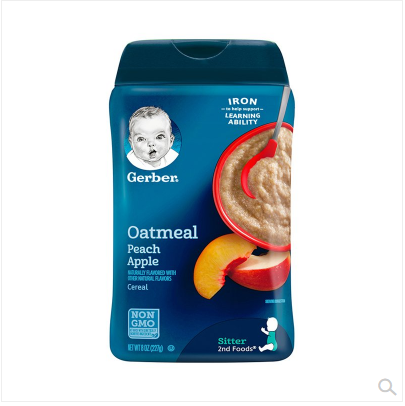 IRON
to help support
LEARNING
ABILITY
Gerber®
Oatmeal
Peach
Apple
NATURALLY FLAVORED WITH
OTHER NATURAL FLAVORS
Cereal
NON
GMO
NET WT 8 OZ (227g)
Sitter
2nd Foods®